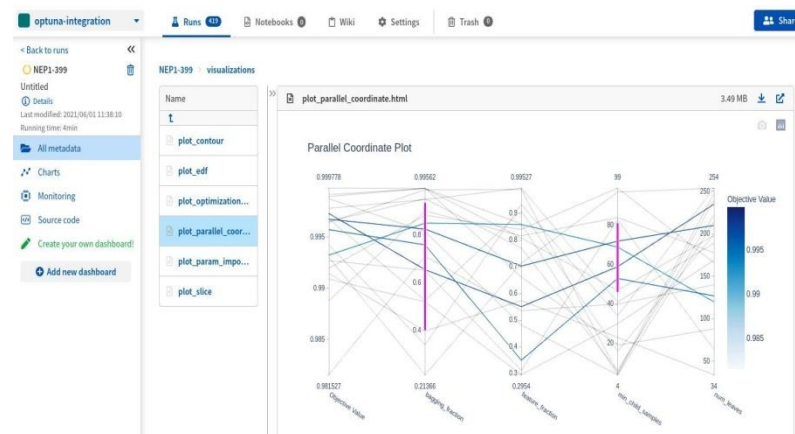 optuna-integration
Runs 419
Notebooks 0
Wiki
Settings
Trash 0
Shar
< Back to runs
NEP1-399
Untitled
Details
Last modified: 2021/06/01 11:38:10
Running time: 4min
All metadata
Charts
Monitoring
Source code
Create your own dashboard!
Add new dashboard
NEP1-399 > visualizations
Name
plot_contour
plot_edf
plot_optimization...
plot_parallel_coor...
plot_param_impo...
plot_slice
plot_parallel_coordinate.html
3.49 MB
Parallel Coordinate Plot
0.999778
0.99562
0.99527
99
254
0.995
0.99
0.985
0.981527
0.8
0.6
0.4
0.21366
0.9
0.8
0.7
0.6
0.5
0.4
0.3
0.2954
80
60
40
20
4
250
200
150
100
50
34
Objective Value
bagging_fraction
feature_fraction
min_child_samples
num_leaves
Objective Value
0.995
0.99
0.985